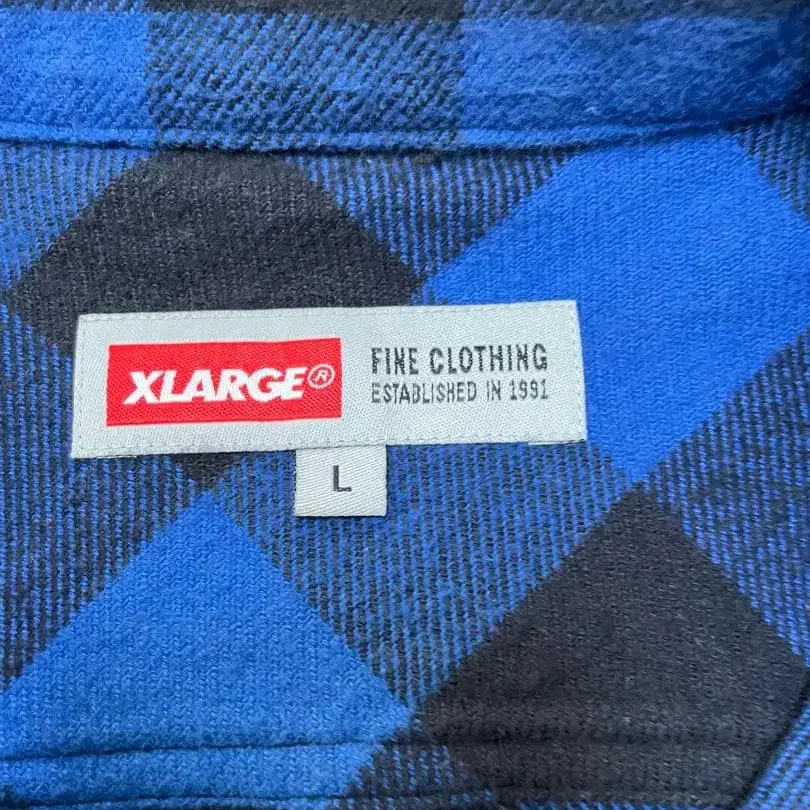 XLARGE®
FINE CLOTHING
ESTABLISHED IN 1991
L